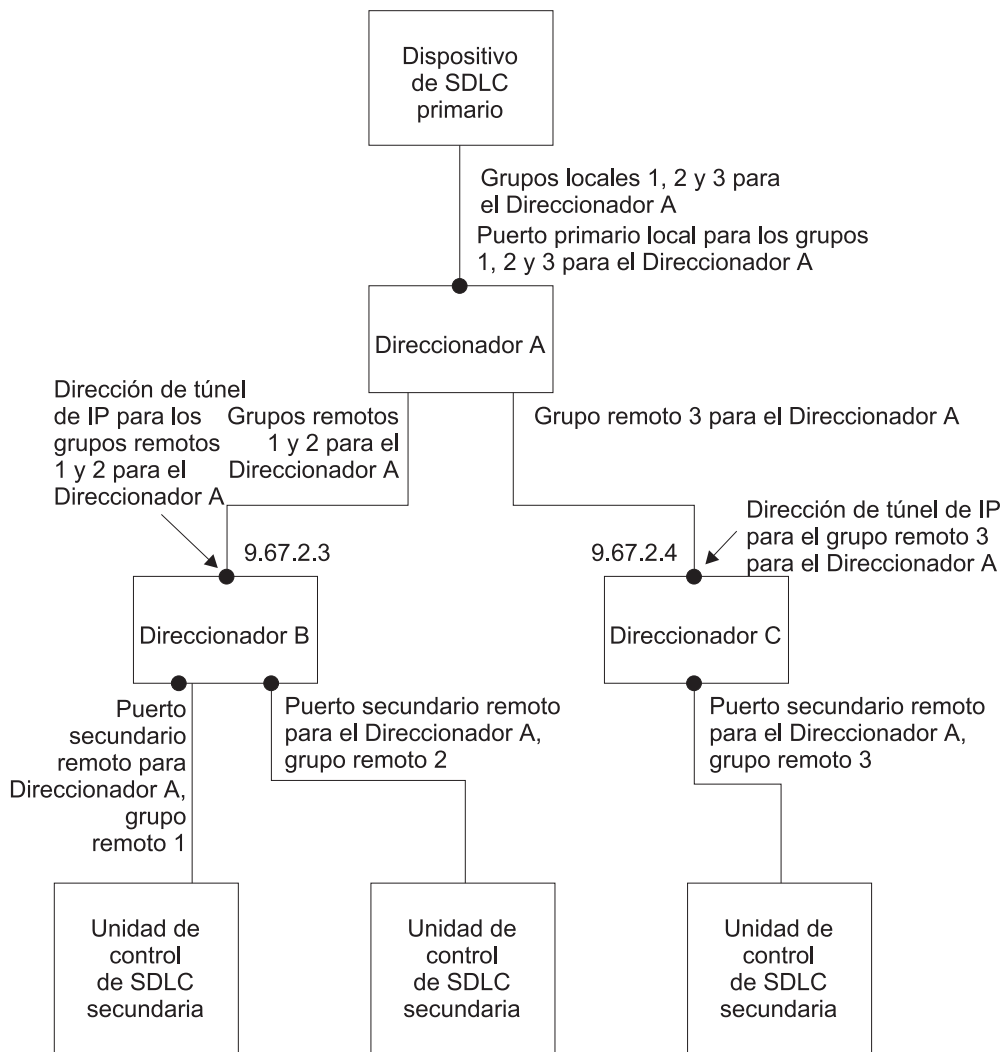 Dispositivo
de SDLC
primario
Grupos locales 1, 2 y 3 para
el Direccionador A
Puerto primario local para los grupos
1, 2 y 3 para el Direccionador A
Direccionador A
Dirección de túnel
de IP para los
grupos remotos
1 y 2 para el
Direccionador A
Grupos remotos
1 y 2 para el
Direccionador A
Grupo remoto 3 para el Direccionador A
Dirección de túnel de IP
para el grupo remoto 3
para el Direccionador A
9.67.2.3
9.67.2.4
Direccionador B
Direccionador C
Puerto
secundario
remoto para
Direccionador A,
grupo
remoto 1
Puerto secundario remoto
para el Direccionador A,
grupo remoto 2
Puerto secundario remoto
para el Direccionador A,
grupo remoto 3
Unidad de
control
de SDLC
secundaria
Unidad de
control
de SDLC
secundaria
Unidad de
control
de SDLC
secundaria